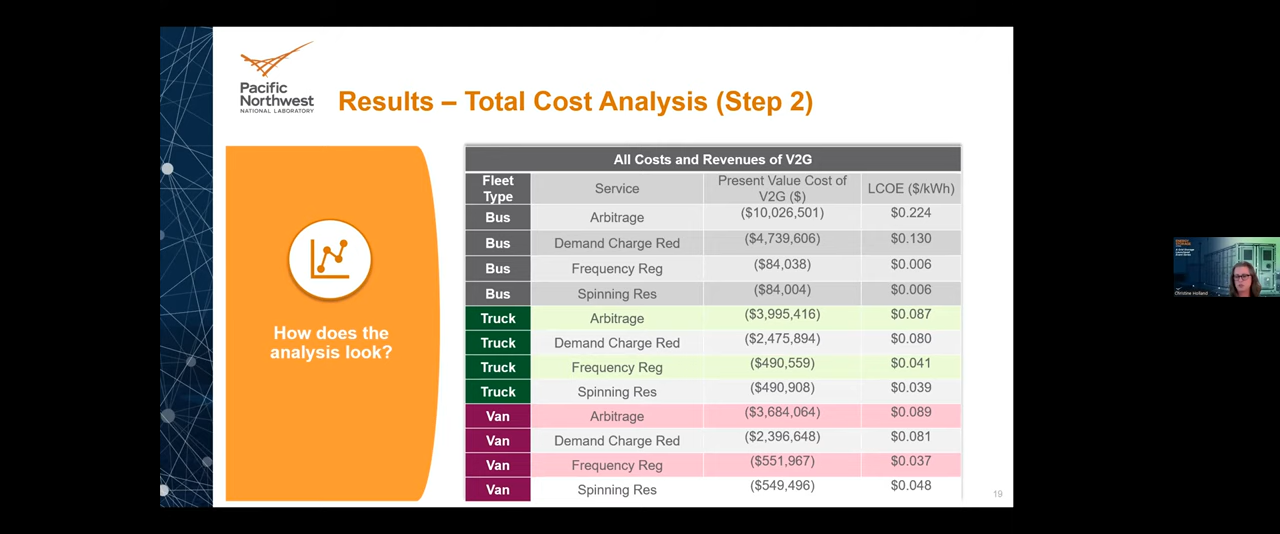 Pacific
Northwest
NATIONAL LABORATORY
Results – Total Cost Analysis (Step 2)
How does the
analysis look?
All Costs and Revenues of V2G
Fleet Type Service Present Value Cost of V2G ($) LCOE ($/kWh)
Bus Arbitrage ($10,026,501) $0.224
Bus Demand Charge Red ($4,739,606) $0.130
Bus Frequency Reg ($84,038) $0.006
Bus Spinning Res ($84,004) $0.006
Truck Arbitrage ($3,995,416) $0.087
Truck Demand Charge Red ($2,475,894) $0.080
Truck Frequency Reg ($490,559) $0.041
Truck Spinning Res ($490,908) $0.039
Van Arbitrage ($3,684,064) $0.089
Van Demand Charge Red ($2,396,648) $0.081
Van Frequency Reg ($551,967) $0.037
Van Spinning Res ($549,496) $0.048
19
Christine Holland